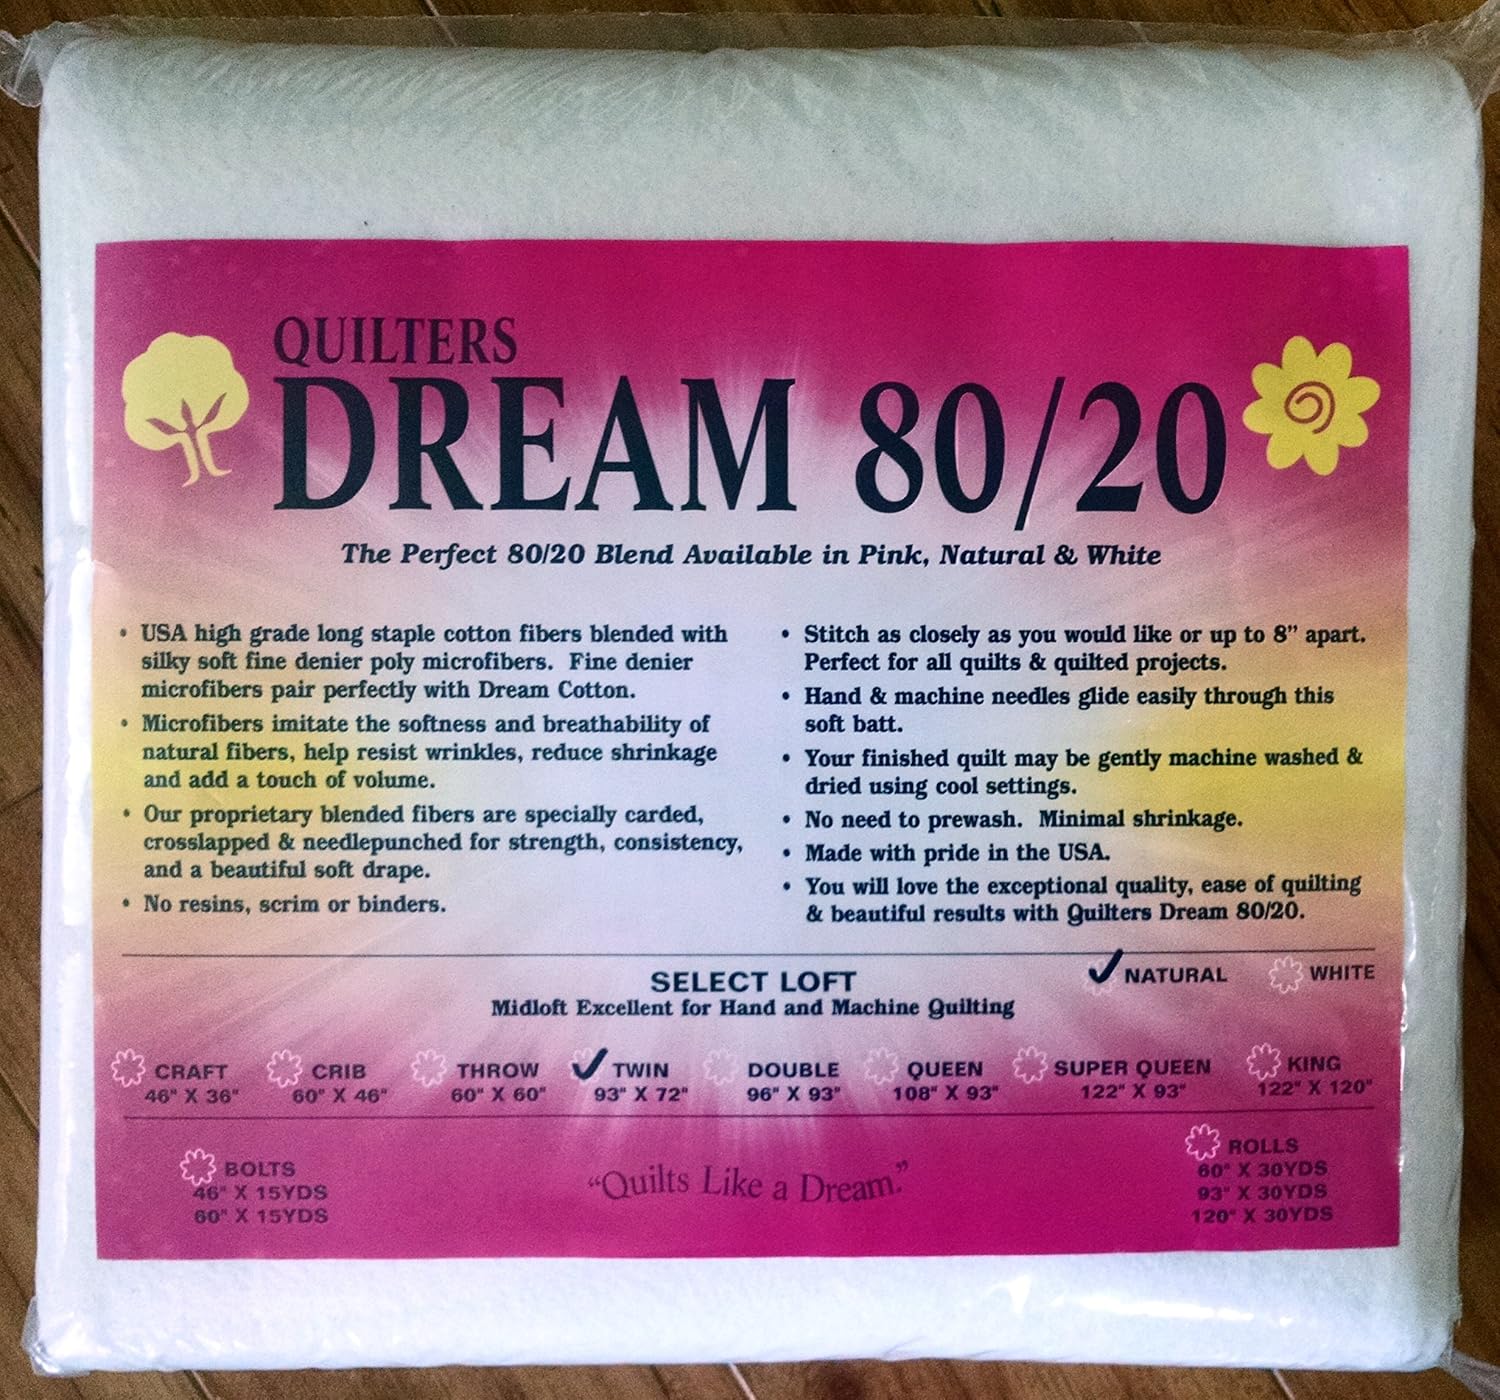 QUILTERS
DREAM 80/20
The Perfect 80/20 Blend Available in Pink, Natural & White
• USA high grade long staple cotton fibers blended with
silky soft fine denier poly microfibers. Fine denier
microfibers pair perfectly with Dream Cotton.
• Microfibers imitate the softness and breathability of
natural fibers, help resist wrinkles, reduce shrinkage
and add a touch of volume.
• Our proprietary blended fibers are specially carded,
crosslapped & needlepunched for strength, consistency,
and a beautiful soft drape.
• No resins, scrim or binders.
• Stitch as closely as you would like or up to 8” apart.
Perfect for all quilts & quilted projects.
• Hand & machine needles glide easily through this
soft batt.
• Your finished quilt may be gently machine washed &
dried using cool settings.
• No need to prewash. Minimal shrinkage.
• Made with pride in the USA.
• You will love the exceptional quality, ease of quilting
& beautiful results with Quilters Dream 80/20.
SELECT LOFT
Midloft Excellent for Hand and Machine Quilting
✓ NATURAL WHITE
CRAFT CRIB THROW ✓ TWIN DOUBLE QUEEN SUPER QUEEN KING
46" X 36" 60" X 46" 60" X 60" 93" X 72" 96" X 93" 108" X 93" 122" X 93" 122" X 120"
BOLTS
46" X 15YDS
60" X 15YDS
“Quilts Like a Dream.”
ROLLS
60" X 30YDS
93" X 30YDS
120" X 30YDS